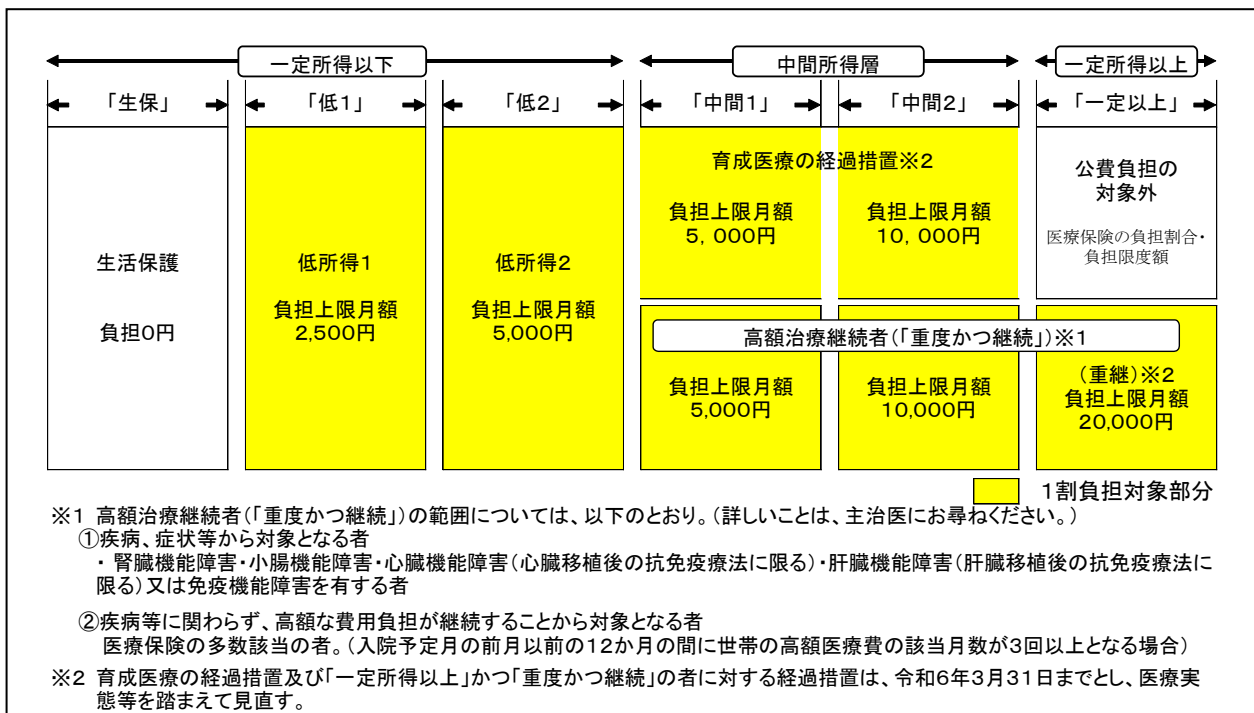 一定所得以下
中間所得層
一定所得以上
「生保」
「低1」
「低2」
「中間1」
「中間2」
「一定以上」
生活保護
負担0円
低所得1
負担上限月額
2,500円
低所得2
負担上限月額
5,000円
育成医療の経過措置※2
負担上限月額
5,000円
負担上限月額
10,000円
公費負担の
対象外
医療保険の負担割合・
負担限度額
高額治療継続者(「重度かつ継続」)※1
負担上限月額
5,000円
負担上限月額
10,000円
(重継)※2
負担上限月額
20,000円
1割負担対象部分
※1 高額治療継続者(「重度かつ継続」)の範囲については、以下のとおり。(詳しいことは、主治医にお尋ねください。)
①疾病、症状等から対象となる者
・ 腎臓機能障害・小腸機能障害・心臓機能障害(心臓移植後の抗免疫療法に限る)・肝臓機能障害(肝臓移植後の抗免疫療法に
限る)又は免疫機能障害を有する者
②疾病等に関わらず、高額な費用負担が継続することから対象となる者
医療保険の多数該当の者。(入院予定月の前月以前の12か月の間に世帯の高額医療費の該当月数が3回以上となる場合)
※2 育成医療の経過措置及び「一定所得以上」かつ「重度かつ継続」の者に対する経過措置は、令和6年3月31日までとし、医療実
態等を踏まえて見直す。